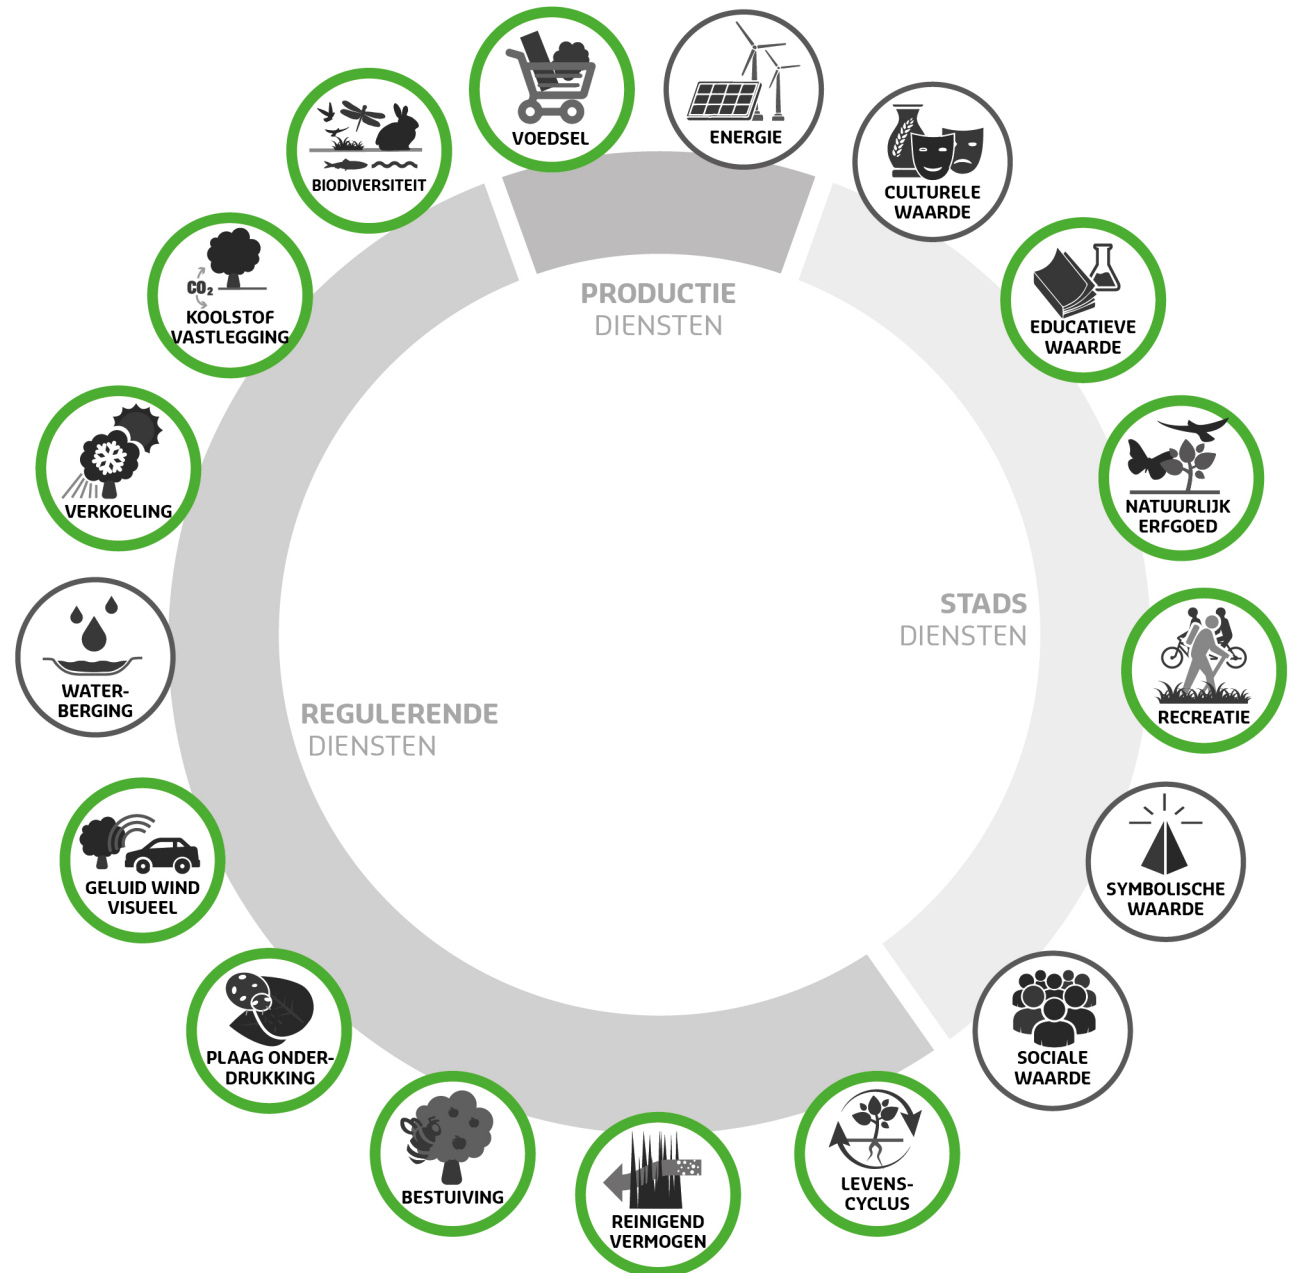 VOEDSEL
ENERGIE
CULTURELE
WAARDE
EDUCATIEVE
WAARDE
NATUURLIJK
ERFGOED
RECREATIE
SYMBOLISCHE
WAARDE
SOCIALE
WAARDE
LEVENS-
CYCLUS
REINIGEND
VERMOGEN
BESTUIVING
PLAAG ONDER-
DRUKKING
GELUID WIND
VISUEEL
WATER-
BERGING
VERKOELING
CO₂
KOOLSTOF
VASTLEGGING
BIODIVERSITEIT
PRODUCTIE
DIENSTEN
STADS
DIENSTEN
REGULERENDE
DIENSTEN